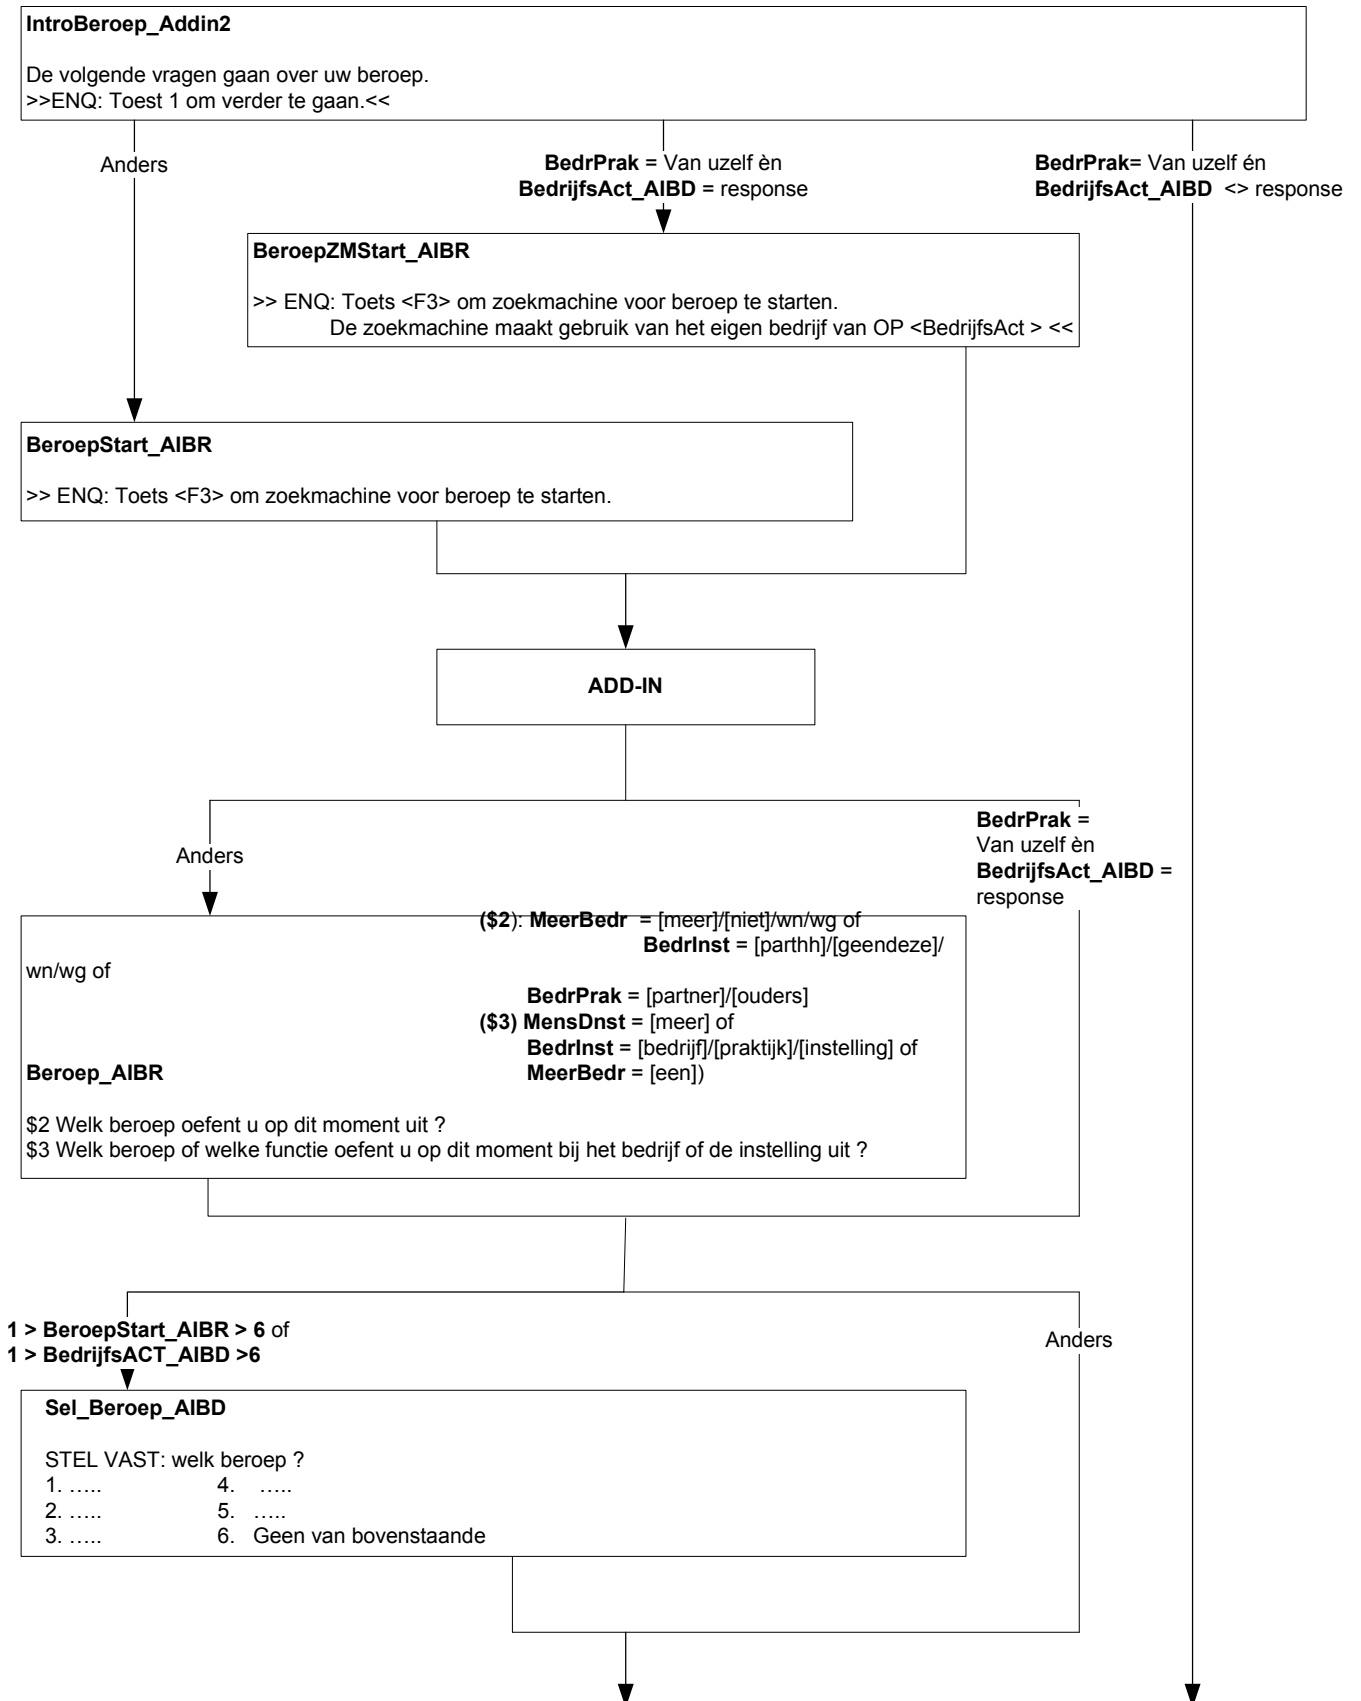 IntroBeroep_Addin2
De volgende vragen gaan over uw beroep.
>>ENQ: Toest 1 om verder te gaan.<<
Anders
BedrPrak = Van uzelf èn
BedrijfsAct_AIBD = response
BedrPrak= Van uzelf én
BedrijfsAct_AIBD <> response
BeroepZMStart_AIBR
>> ENQ: Toets <F3> om zoekmachine voor beroep te starten.
De zoekmachine maakt gebruik van het eigen bedrijf van OP <BedrijfsAct > <<
BeroepStart_AIBR
>> ENQ: Toets <F3> om zoekmachine voor beroep te starten.
ADD-IN
Anders
BedrPrak =
Van uzelf èn
BedrijfsAct_AIBD =
response
($2): MeerBedr = [meer]/[niet]/wn/wg of
BedrInst = [parthh]/[geendeze]/
wn/wg of
BedrPrak = [partner]/[ouders]
($3) MensDnst = [meer] of
BedrInst = [bedrijf]/[praktijk]/[instelling] of
Beroep_AIBR MeerBedr = [een])
$2 Welk beroep oefent u op dit moment uit ?
$3 Welk beroep of welke functie oefent u op dit moment bij het bedrijf of de instelling uit ?
1 > BeroepStart_AIBR > 6 of
1 > BedrijfsACT_AIBD >6
Anders
Sel_Beroep_AIBD
STEL VAST: welk beroep ?
1. ….. 4. …..
2. ….. 5. …..
3. ….. 6. Geen van bovenstaande